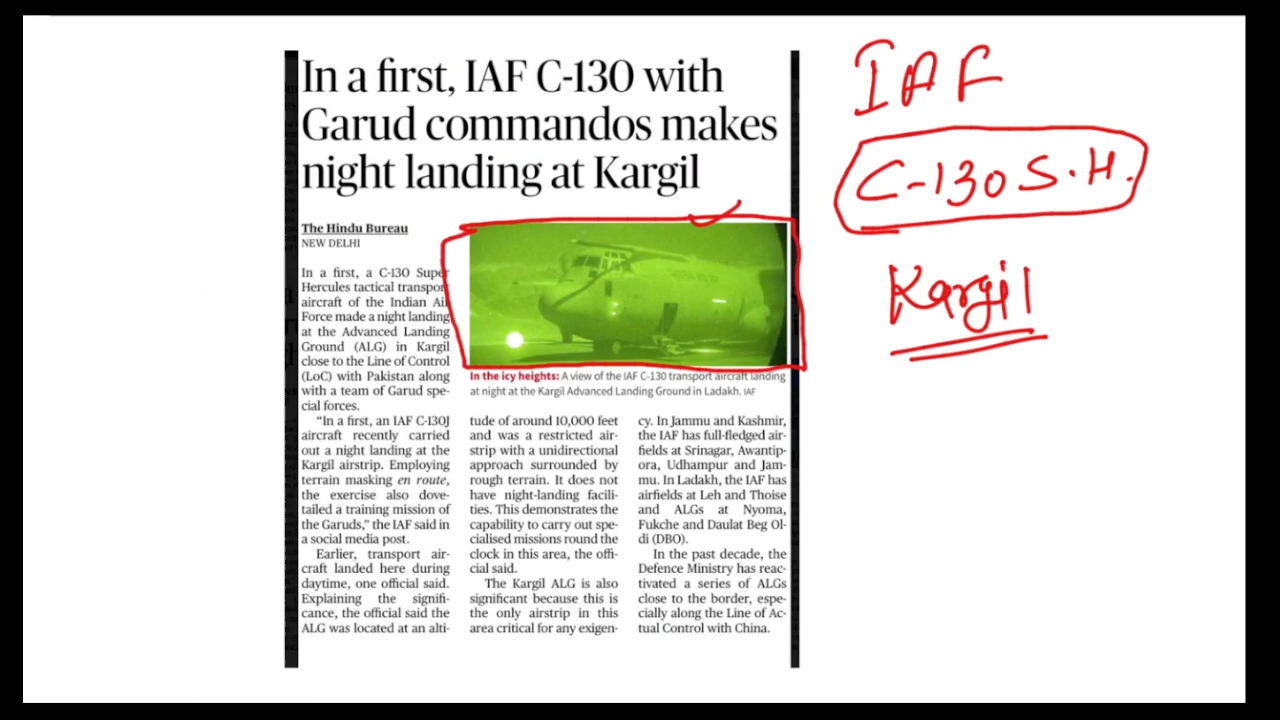 In a first, IAF C-130 with
Garud commandos makes
night landing at Kargil
The Hindu Bureau
NEW DELHI
In a first, a C-130 Super
Hercules tactical transport
aircraft of the Indian Air
Force made a night landing
at the Advanced Landing
Ground (ALG) in Kargil
close to the Line of Control
(LoC) with Pakistan along
with a team of Garud spe-
cial forces.
“In a first, an IAF C-130J
aircraft recently carried
out a night landing at the
Kargil airstrip. Employing
terrain masking en route,
the exercise also dove-
tailed a training mission of
the Garuds,” the IAF said in
a social media post.
Earlier, transport air-
craft landed here during
daytime, one official said.
Explaining the signifi-
cance, the official said the
ALG was located at an alti-
In the icy heights: A view of the IAF C-130 transport aircraft landing
at night at the Kargil Advanced Landing Ground in Ladakh. IAF
tude of around 10,000 feet
and was a restricted air-
strip with a unidirectional
approach surrounded by
rough terrain. It does not
have night-landing facili-
ties. This demonstrates the
capability to carry out spe-
cialised missions round the
clock in this area, the offi-
cial said.
The Kargil ALG is also
significant because this is
the only airstrip in this
area critical for any exigen-
cy. In Jammu and Kashmir,
the IAF has full-fledged air-
fields at Srinagar, Awantip-
ora, Udhampur and Jam-
mu. In Ladakh, the IAF has
airfields at Leh and Thoise
and ALGs at Nyoma,
Fukche and Daulat Beg Ol-
di (DBO).
In the past decade, the
Defence Ministry has reac-
tivated a series of ALGs
close to the border, espe-
cially along the Line of Ac-
tual Control with China.
IAF
C-130 S.H.
Kargil